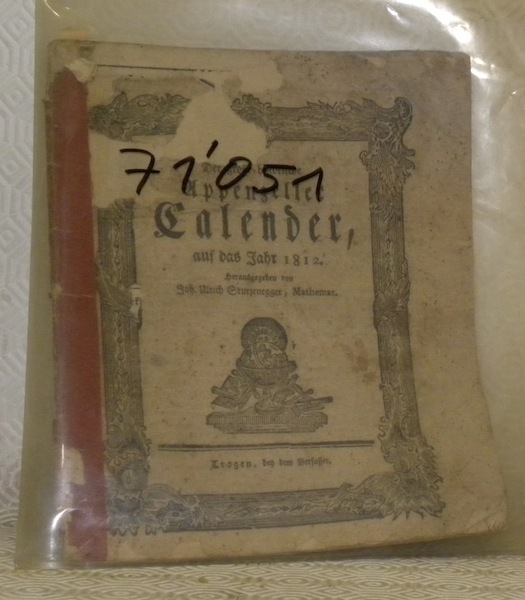 71'051
Appenzeller
Calender,
auf das Jahr 1812.
Herausgegeben von
Joh. Ulrich Sturzenegger, Mathemat.
Trogen, bey dem Verfasser.